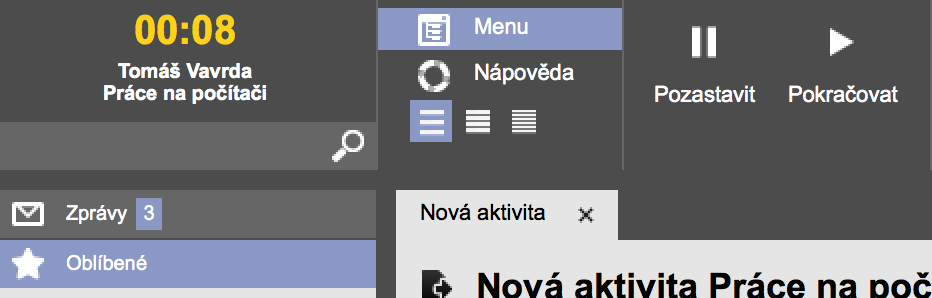 00:08
Tomáš Vavrda
Práce na počítači
Menu
Nápověda
Pozastavit
Pokračovat
Zprávy 3
Oblíbené
Nová aktivita
Nová aktivita Práce na poč